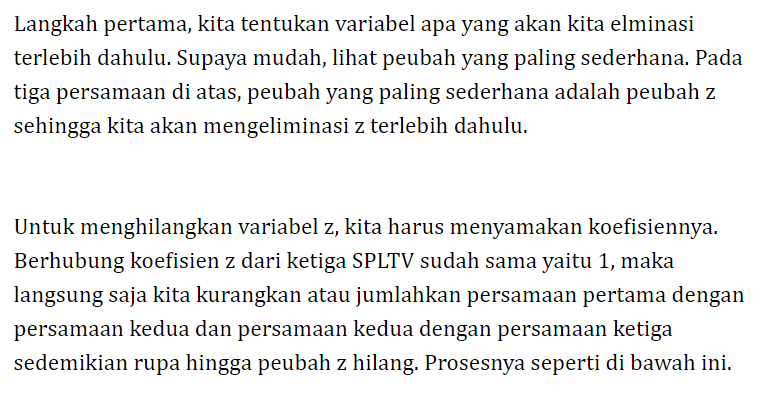 Langkah pertama, kita tentukan variabel apa yang akan kita elminasi
terlebih dahulu. Supaya mudah, lihat peubah yang paling sederhana. Pada
tiga persamaan di atas, peubah yang paling sederhana adalah peubah z
sehingga kita akan mengeliminasi z terlebih dahulu.
Untuk menghilangkan variabel z, kita harus menyamakan koefisiennya.
Berhubung koefisien z dari ketiga SPLTV sudah sama yaitu 1, maka
langsung saja kita kurangkan atau jumlahkan persamaan pertama dengan
persamaan kedua dan persamaan kedua dengan persamaan ketiga
sedemikian rupa hingga peubah z hilang. Prosesnya seperti di bawah ini.